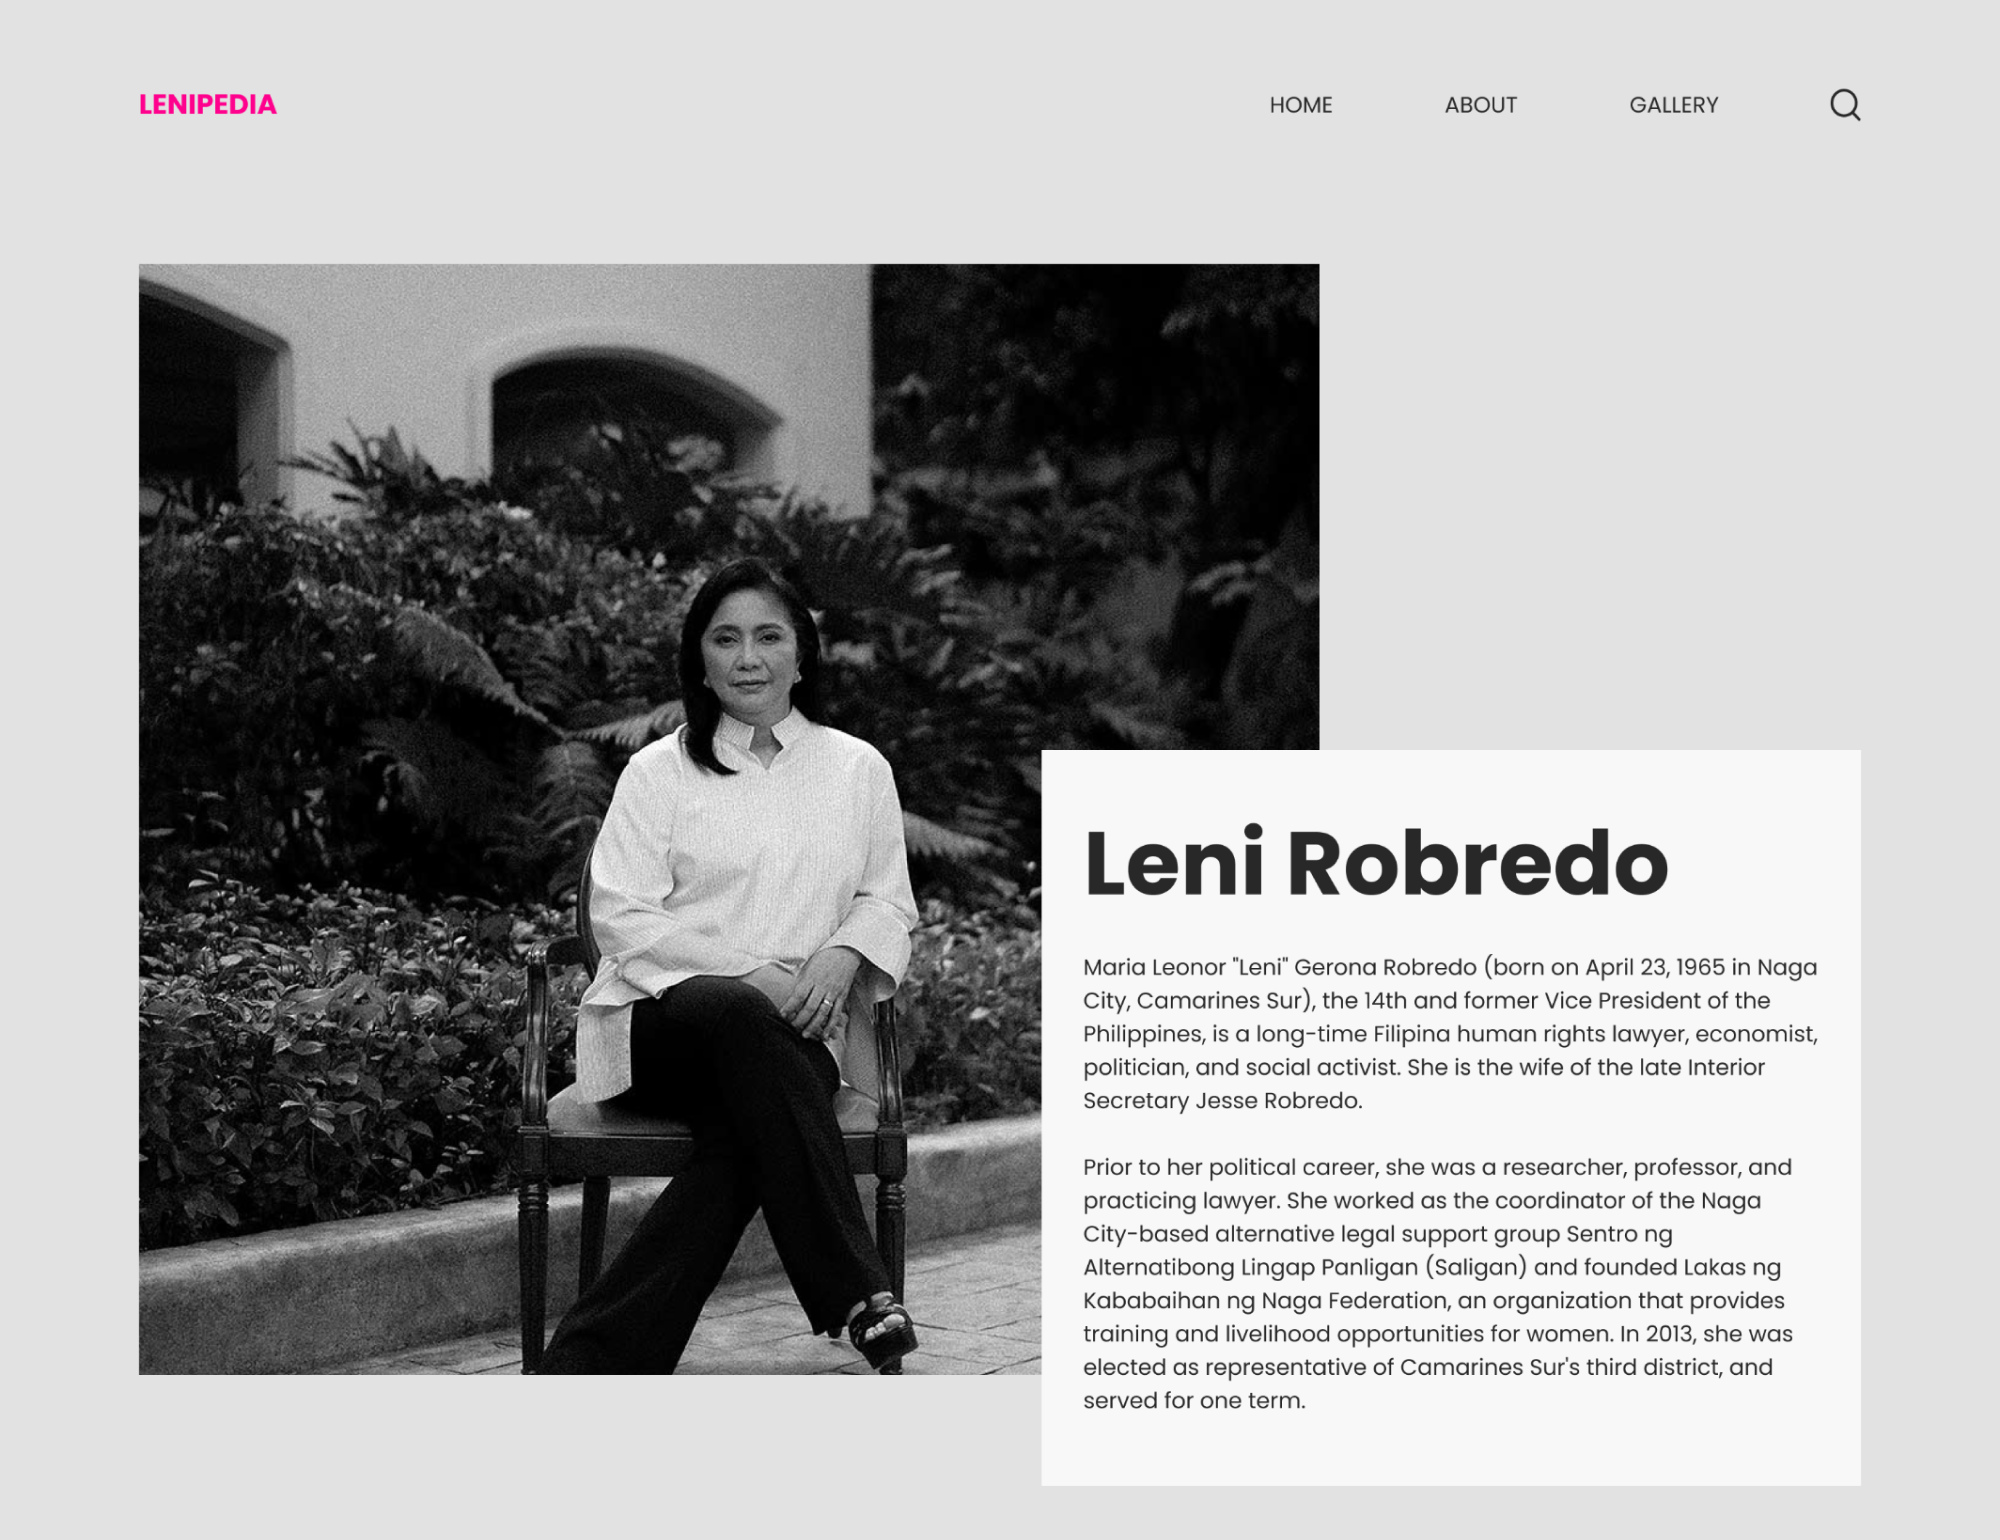 LENIPEDIA
HOME
ABOUT
GALLERY
Leni Robredo
Maria Leonor "Leni" Gerona Robredo (born on April 23, 1965 in Naga
City, Camarines Sur), the 14th and former Vice President of the
Philippines, is a long-time Filipina human rights lawyer, economist,
politician, and social activist. She is the wife of the late Interior
Secretary Jesse Robredo.
Prior to her political career, she was a researcher, professor, and
practicing lawyer. She worked as the coordinator of the Naga
City-based alternative legal support group Sentro ng
Alternatibong Lingap Panligan (Saligan) and founded Lakas ng
Kababaihan ng Naga Federation, an organization that provides
training and livelihood opportunities for women. In 2013, she was
elected as representative of Camarines Sur's third district, and
served for one term.